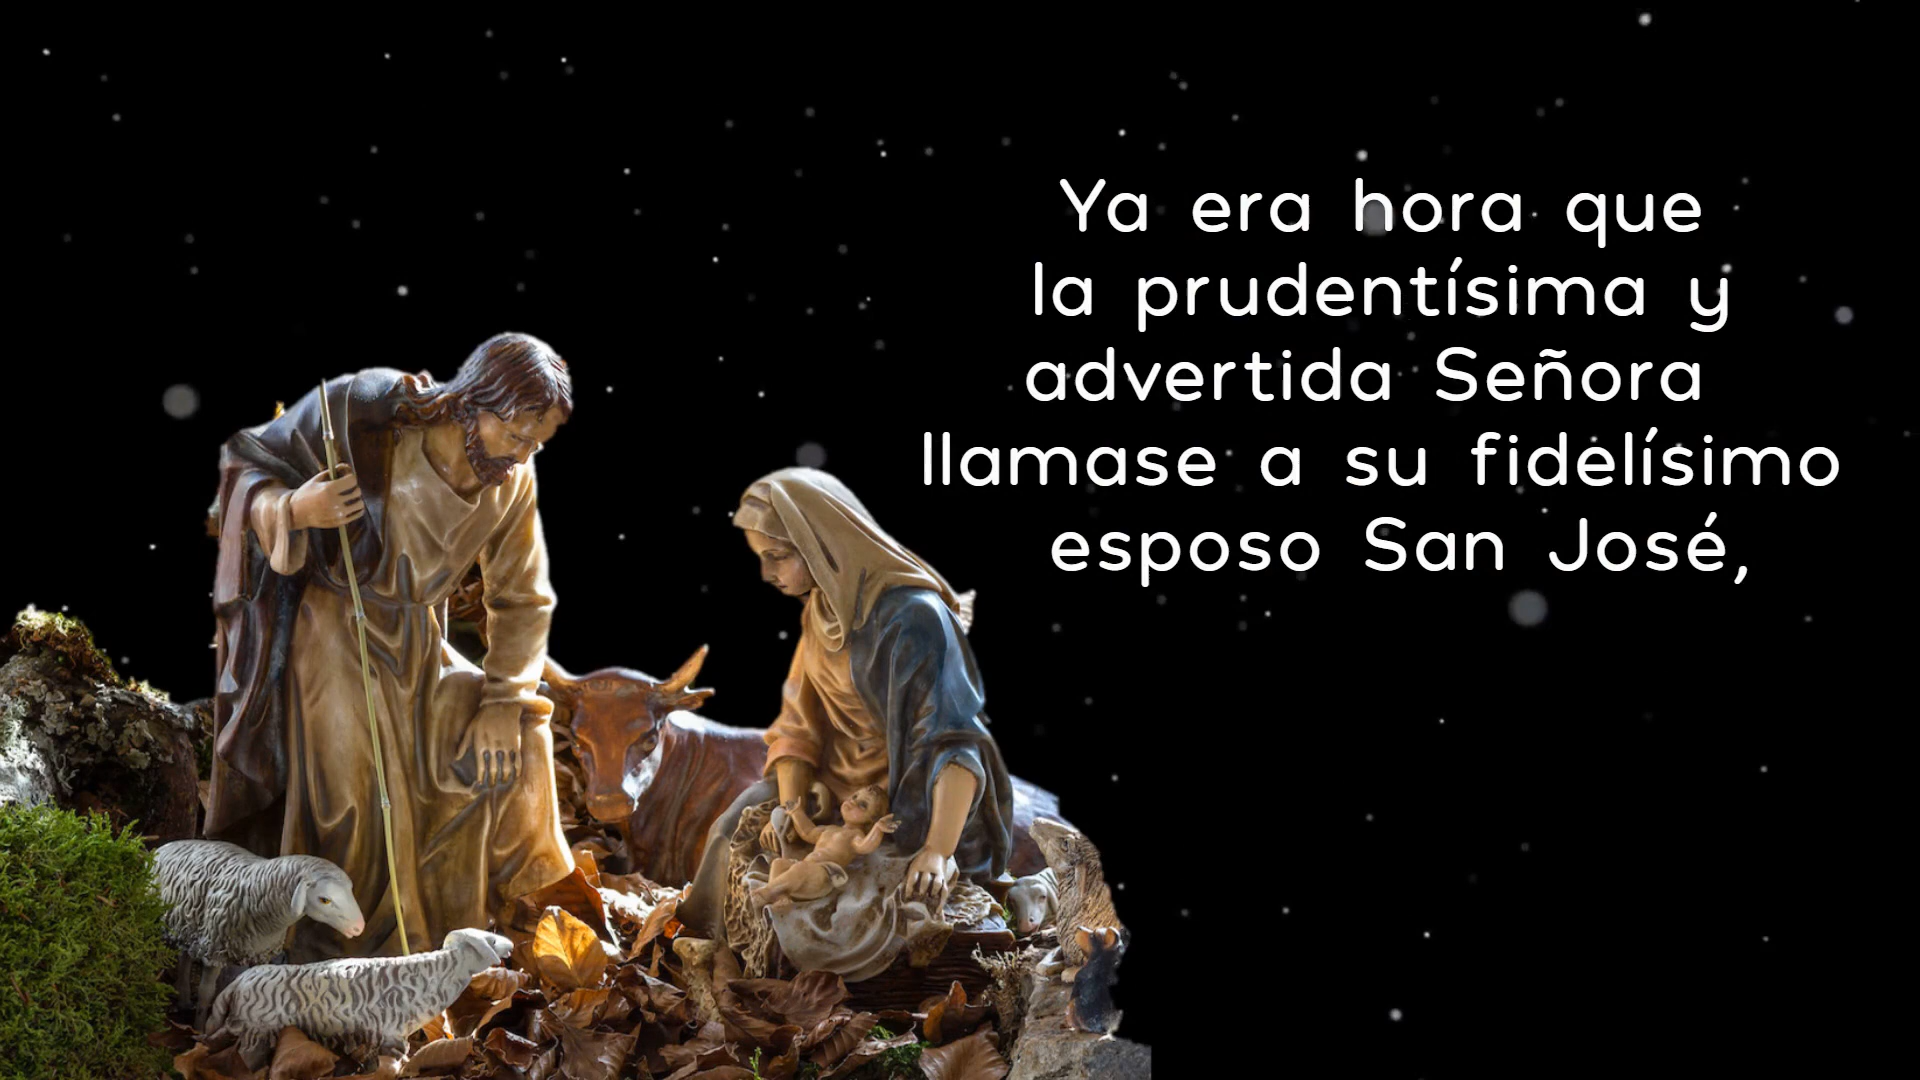 Ya era hora que
la prudentísima y
advertida Señora
llamase a su fidelísimo
esposo San José,